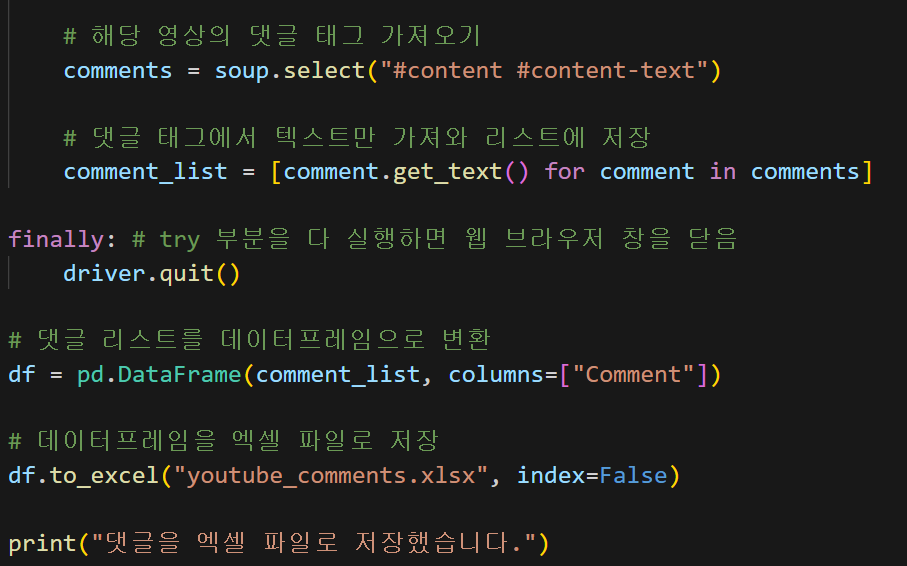 # 해당 영상의 댓글 태그 가져오기
comments = soup.select("#content #content-text")
# 댓글 태그에서 텍스트만 가져와 리스트에 저장
comment_list = [comment.get_text() for comment in comments]
finally: # try 부분을 다 실행하면 웹 브라우저 창을 닫음
driver.quit()
# 댓글 리스트를 데이터프레임으로 변환
df = pd.DataFrame(comment_list, columns=["Comment"])
# 데이터프레임을 엑셀 파일로 저장
df.to_excel("youtube_comments.xlsx", index=False)
print("댓글을 엑셀 파일로 저장했습니다.")